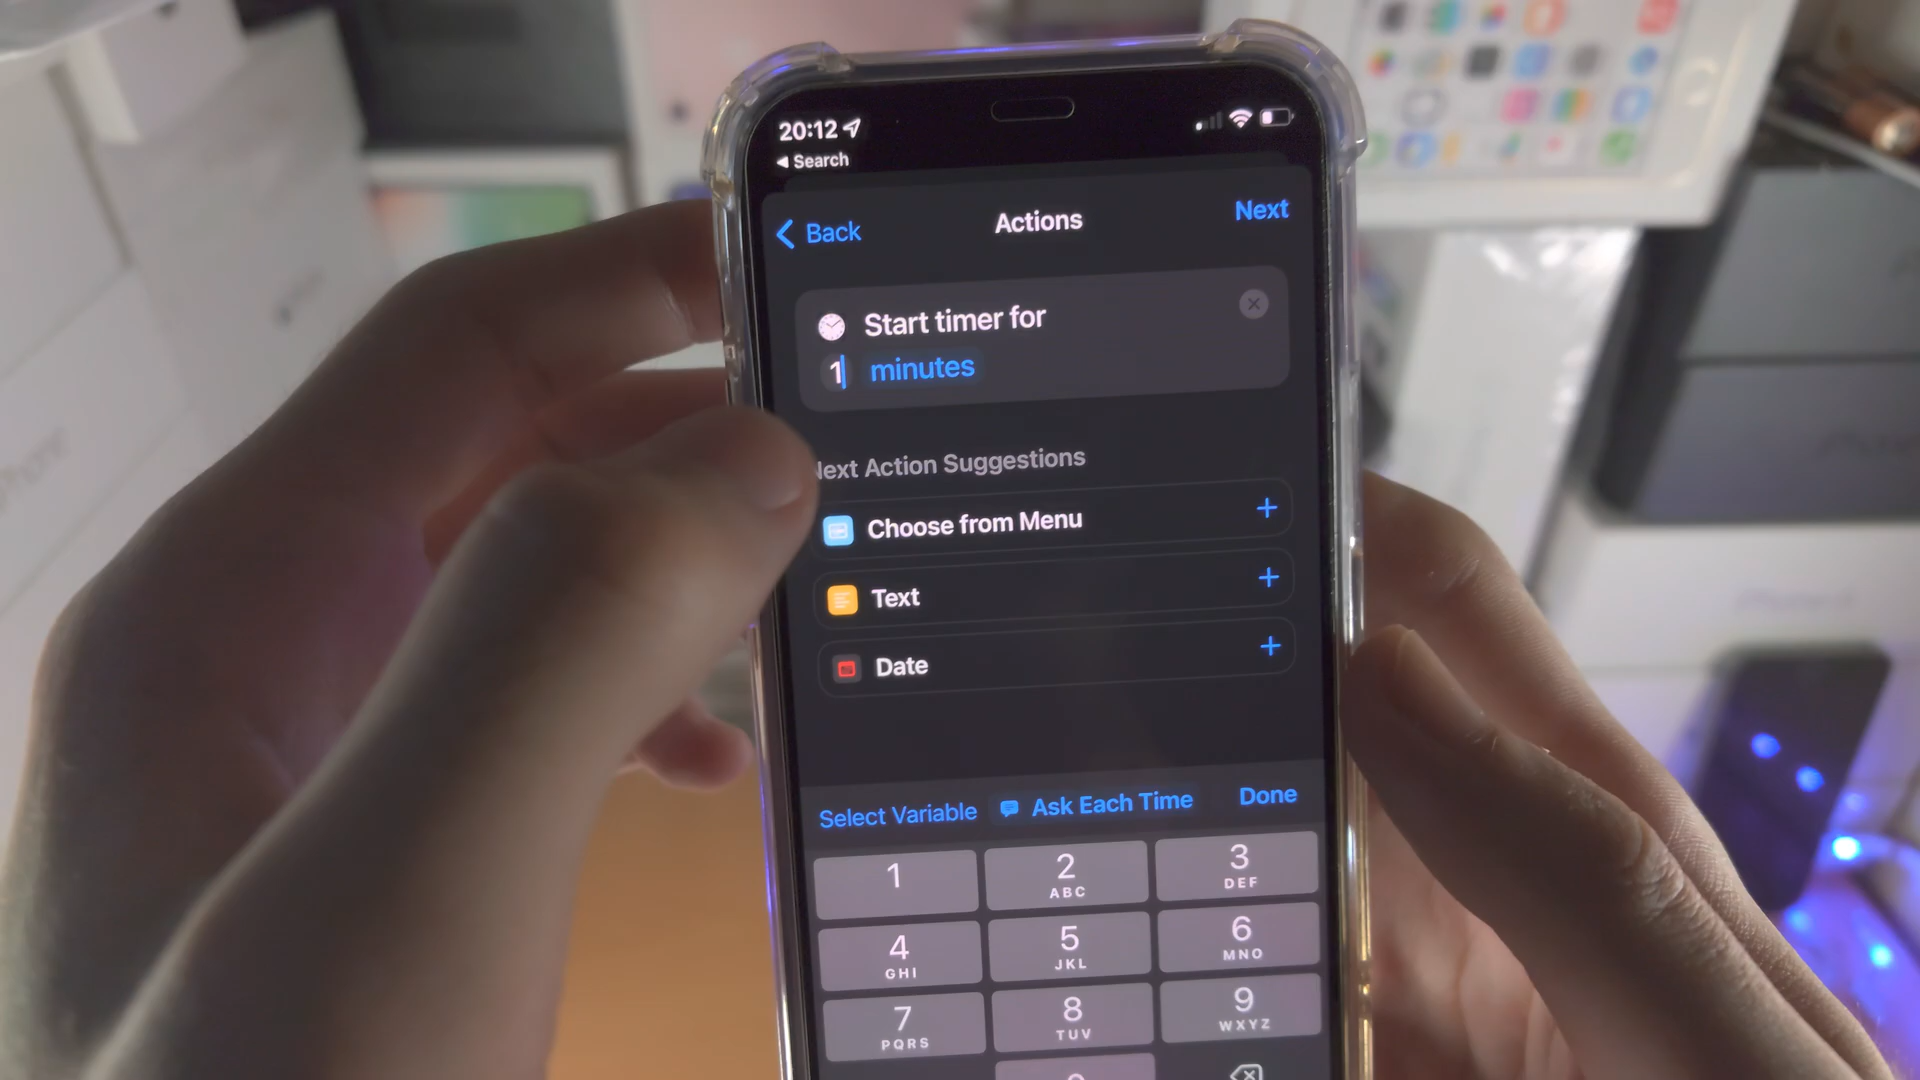 20:12
◀ Search
Back
Actions
Next
Start timer for
1 minutes
Next Action Suggestions
Choose from Menu
Text
Date
Select Variable
Ask Each Time
Done
1
2
ABC
3
DEF
4
GHI
5
JKL
6
MNO
7
PQRS
8
TUV
9
WXYZ